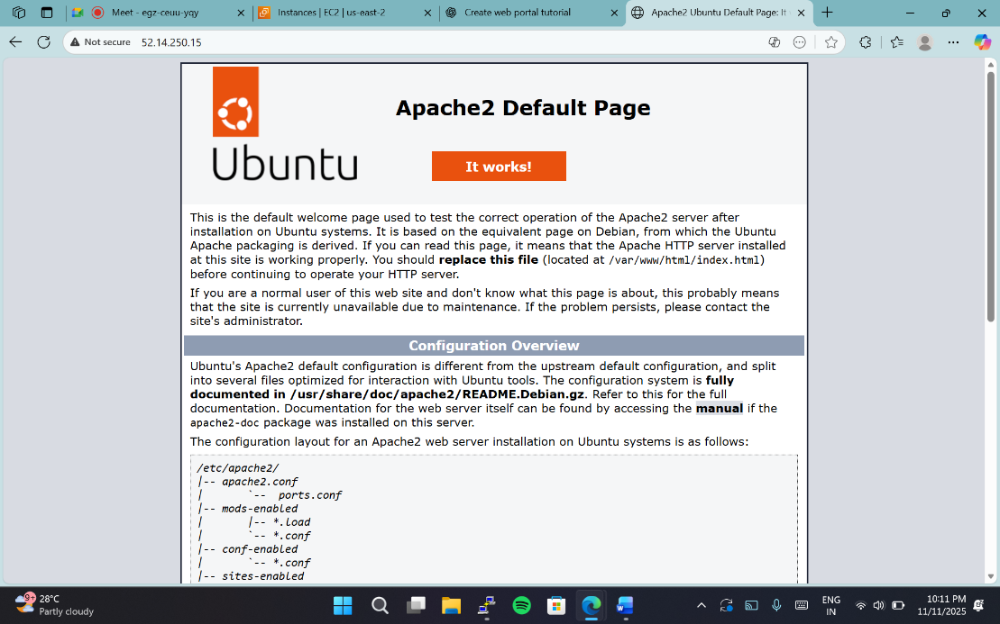 Meet - egz-ceuu-yqy
Instances | EC2 | us-east-2
Create web portal tutorial
Apache2 Ubuntu Default Page: It
Not secure
52.14.250.15
Apache2 Default Page
Ubuntu
It works!
This is the default welcome page used to test the correct operation of the Apache2 server after
installation on Ubuntu systems. It is based on the equivalent page on Debian, from which the Ubuntu
Apache packaging is derived. If you can read this page, it means that the Apache HTTP server installed
at this site is working properly. You should replace this file (located at /var/www/html/index.html)
before continuing to operate your HTTP server.
If you are a normal user of this web site and don't know what this page is about, this probably means
that the site is currently unavailable due to maintenance. If the problem persists, please contact the
site's administrator.
Configuration Overview
Ubuntu's Apache2 default configuration is different from the upstream default configuration, and split
into several files optimized for interaction with Ubuntu tools. The configuration system is fully
documented in /usr/share/doc/apache2/README.Debian.gz. Refer to this for the full
documentation. Documentation for the web server itself can be found by accessing the manual if the
apache2-doc package was installed on this server.
The configuration layout for an Apache2 web server installation on Ubuntu systems is as follows:
/etc/apache2/
|-- apache2.conf
|       `--  ports.conf
|-- mods-enabled
|       |-- *.load
|       `-- *.conf
|-- conf-enabled
|       `-- *.conf
|-- sites-enabled
9+
28°C
Partly cloudy
ENG
IN
10:11 PM
11/11/2025